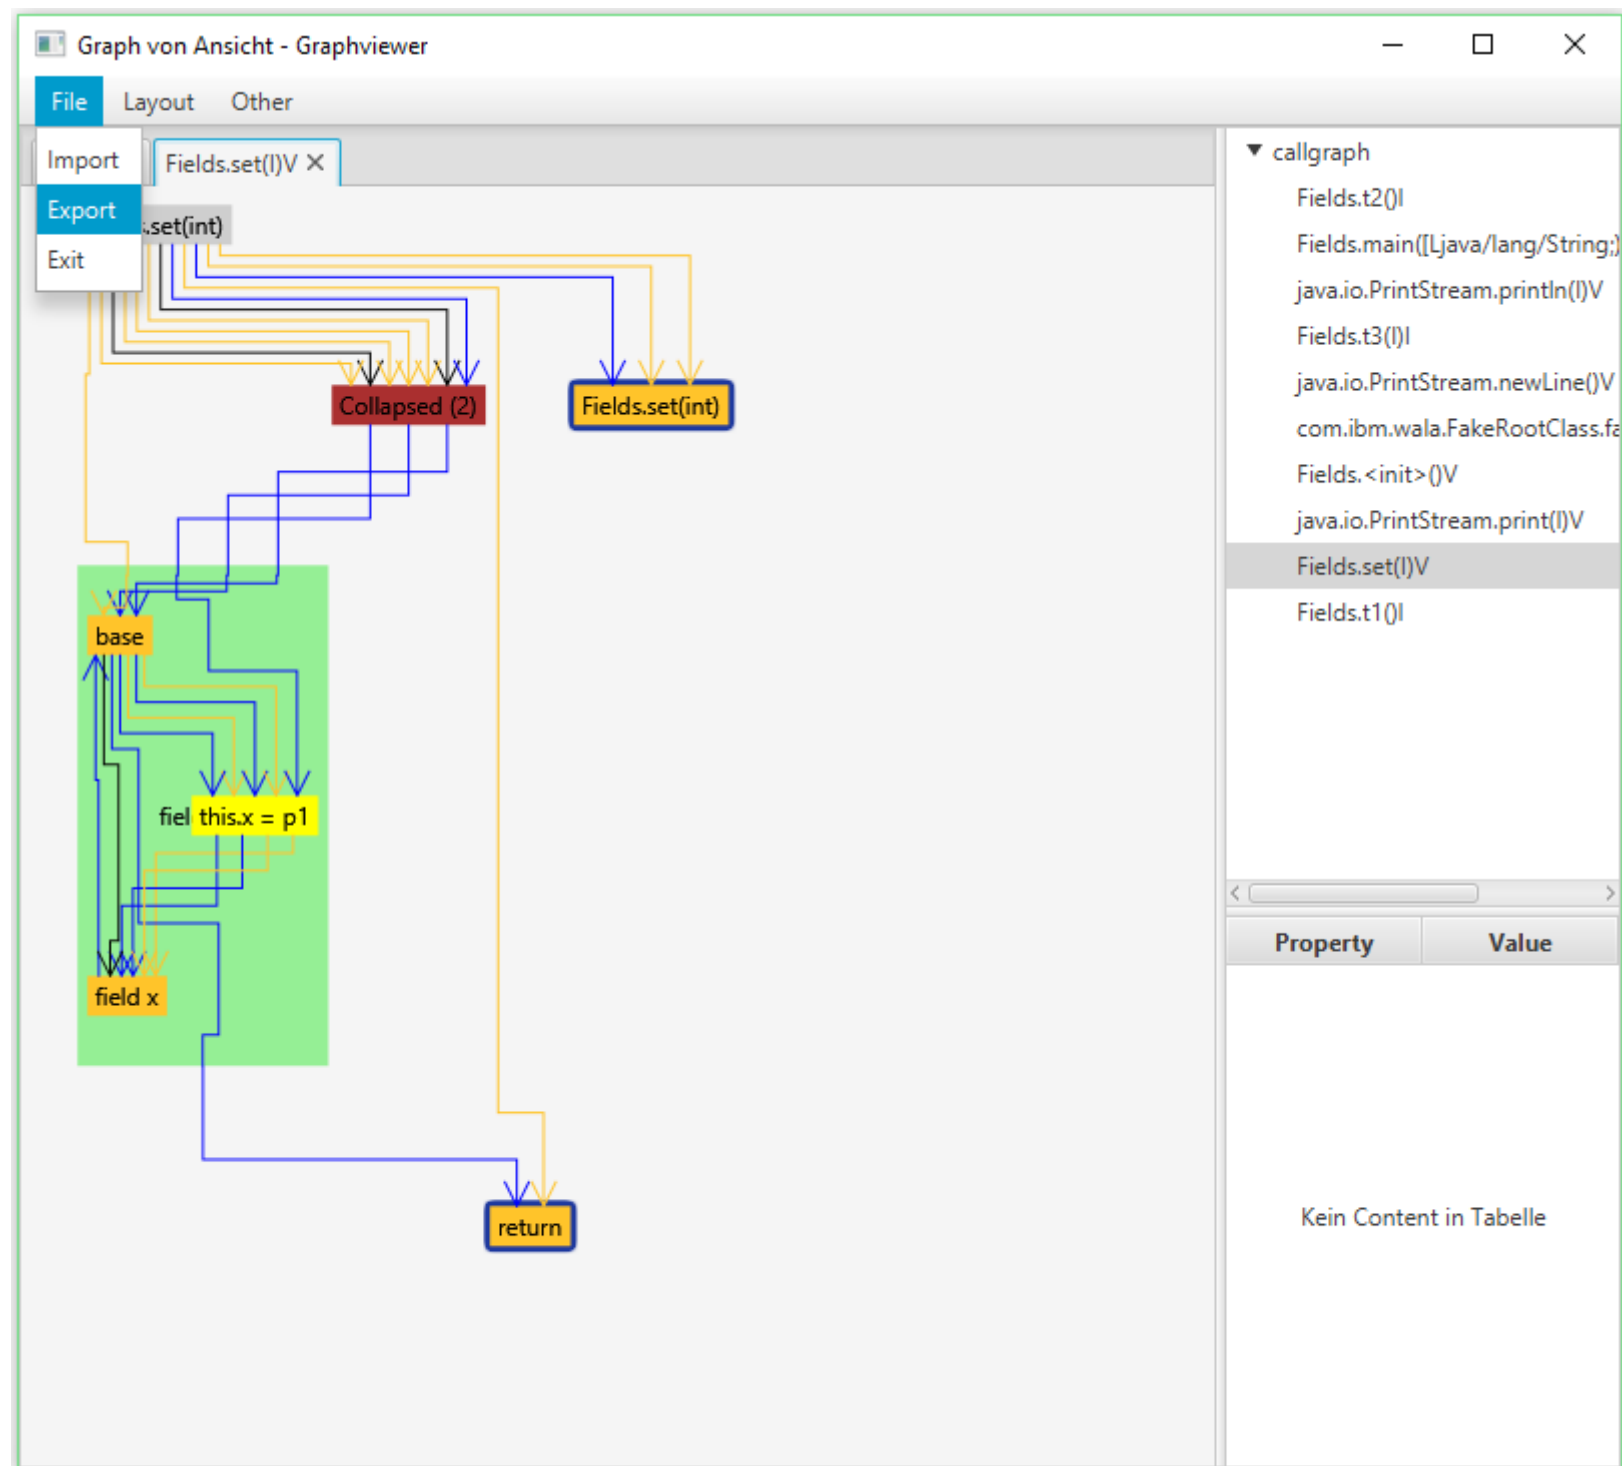 Graph von Ansicht - Graphviewer
File Layout Other
Import
Export
Exit
Fields.set(I)V
.set(int)
Collapsed (2)
Fields.set(int)
base
this.x = p1
field x
return
callgraph
Fields.t2()I
Fields.main([Ljava/lang/String;)
java.io.PrintStream.println(I)V
Fields.t3(I)I
java.io.PrintStream.newLine()V
com.ibm.wala.FakeRootClass.fa
Fields.<init>()V
java.io.PrintStream.print(I)V
Fields.set(I)V
Fields.t1()I
Property Value
Kein Content in Tabelle